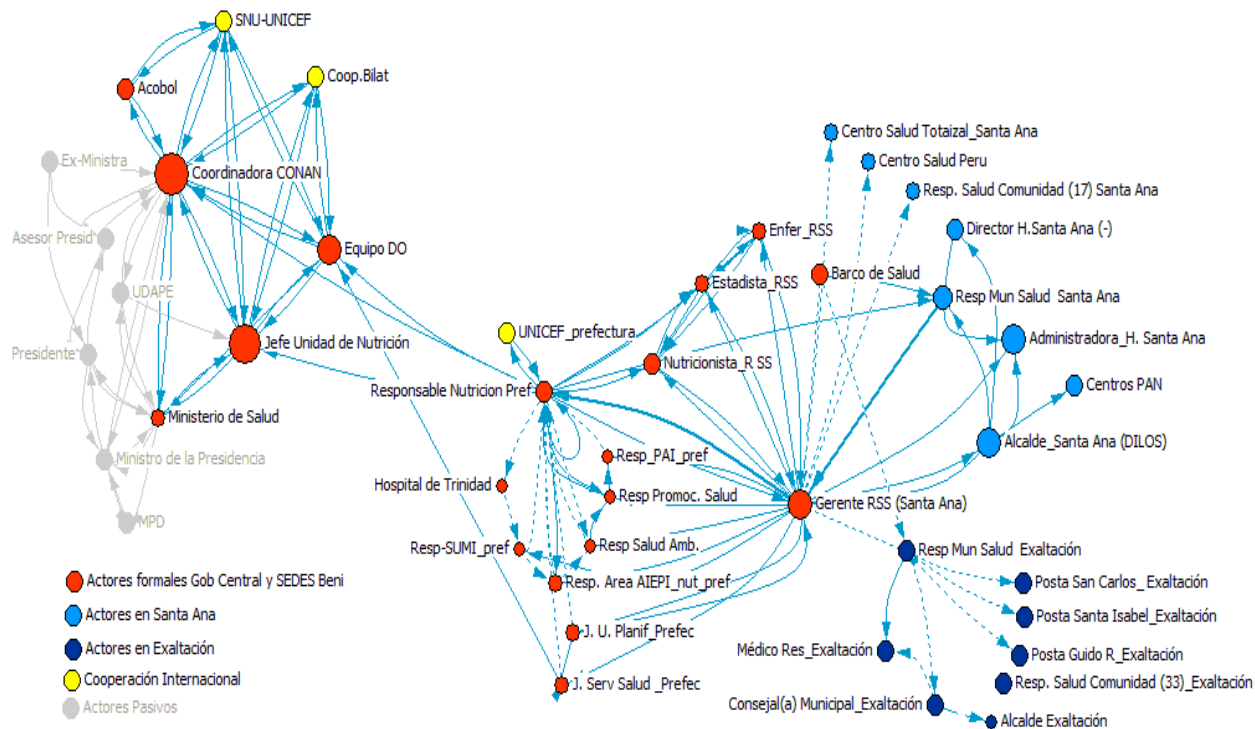 SNU-UNICEF
Coop.Bilat
Acobol
Centro Salud Totaizal_Santa Ana
Centro Salud Peru
Ex-Ministra
Coordinadora CONAN
Resp. Salud Comunidad (17) Santa Ana
Enfer_RSS
Director H.Santa Ana (-)
Asesor Presid
Equipo DO
Estadista_RSS
Barco de Salud
UDAPE
Resp Mun Salud Santa Ana
UNICEF_prefectura
Jefe Unidad de Nutrición
Administradora_H. Santa Ana
Presidente
Nutricionista_R SS
Responsable Nutricion Pref
Centros PAN
Ministerio de Salud
Alcalde_Santa Ana (DILOS)
Ministro de la Presidencia
Resp_PAI_pref
Hospital de Trinidad
Resp Promoc. Salud
Gerente RSS (Santa Ana)
MPD
Resp-SUMI_pref
Resp Salud Amb.
Resp Mun Salud Exaltación
Actores formales Gob Central y SEDES Beni
Resp. Area AIEPI_nut_pref
Posta San Carlos_Exaltación
Actores en Santa Ana
Posta Santa Isabel_Exaltación
J. U. Planif_Prefec
Actores en Exaltación
Médico Res_Exaltación
Posta Guido R_Exaltación
Cooperación Internacional
J. Serv Salud _Prefec
Resp. Salud Comunidad (33)_Exaltación
Actores Pasivos
Consejal(a) Municipal_Exaltación
Alcalde Exaltación